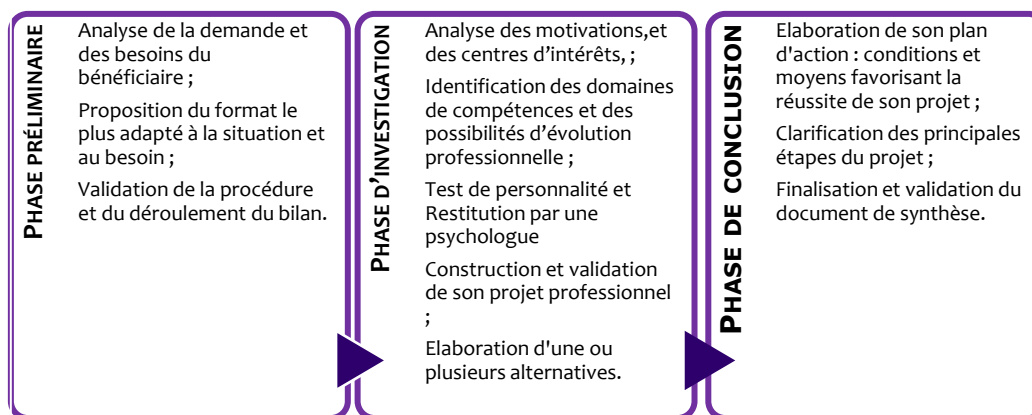 PHASE PRÉLIMINAIRE
Analyse de la demande et
des besoins du
bénéficiaire ;
Proposition du format le
plus adapté à la situation et
au besoin ;
Validation de la procédure
et du déroulement du bilan.
PHASE D'INVESTIGATION
Analyse des motivations,et
des centres d'intérêts, ;
Identification des domaines
de compétences et des
possibilités d'évolution
professionnelle ;
Test de personnalité et
Restitution par une
psychologue
Construction et validation
de son projet professionnel
;
Elaboration d'une ou
plusieurs alternatives.
PHASE DE CONCLUSION
Elaboration de son plan
d'action : conditions et
moyens favorisant la
réussite de son projet ;
Clarification des principales
étapes du projet ;
Finalisation et validation du
document de synthèse.